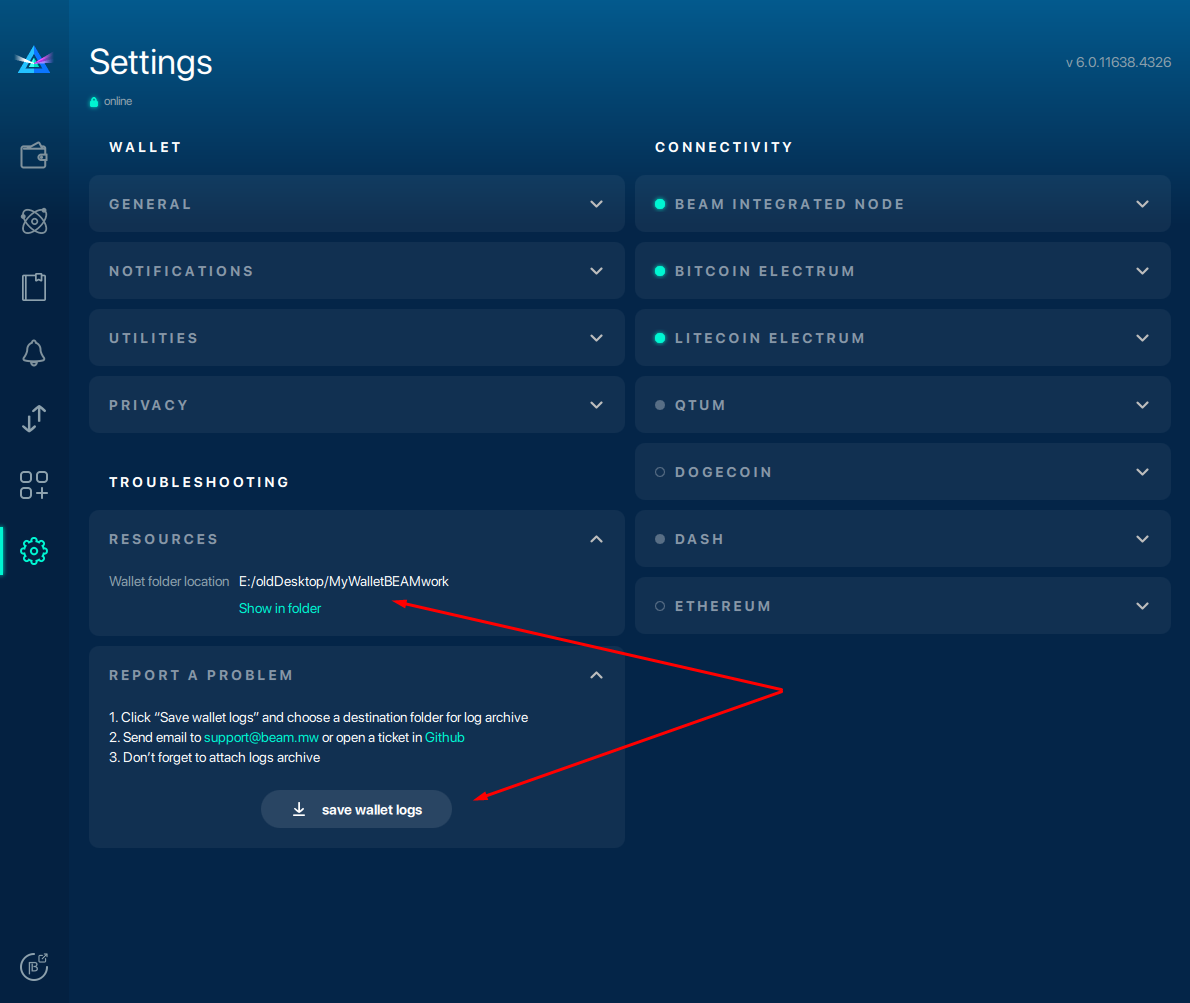 Settings
v 6.0.11638.4326
online
WALLET
GENERAL
NOTIFICATIONS
UTILITIES
PRIVACY
TROUBLESHOOTING
RESOURCES
Wallet folder location E:/oldDesktop/MyWalletBEAMwork
Show in folder
REPORT A PROBLEM
1. Click “Save wallet logs” and choose a destination folder for log archive
2. Send email to support@beam.mw or open a ticket in Github
3. Don’t forget to attach logs archive
save wallet logs
CONNECTIVITY
BEAM INTEGRATED NODE
BITCOIN ELECTRUM
LITECOIN ELECTRUM
QTUM
DOGECOIN
DASH
ETHEREUM